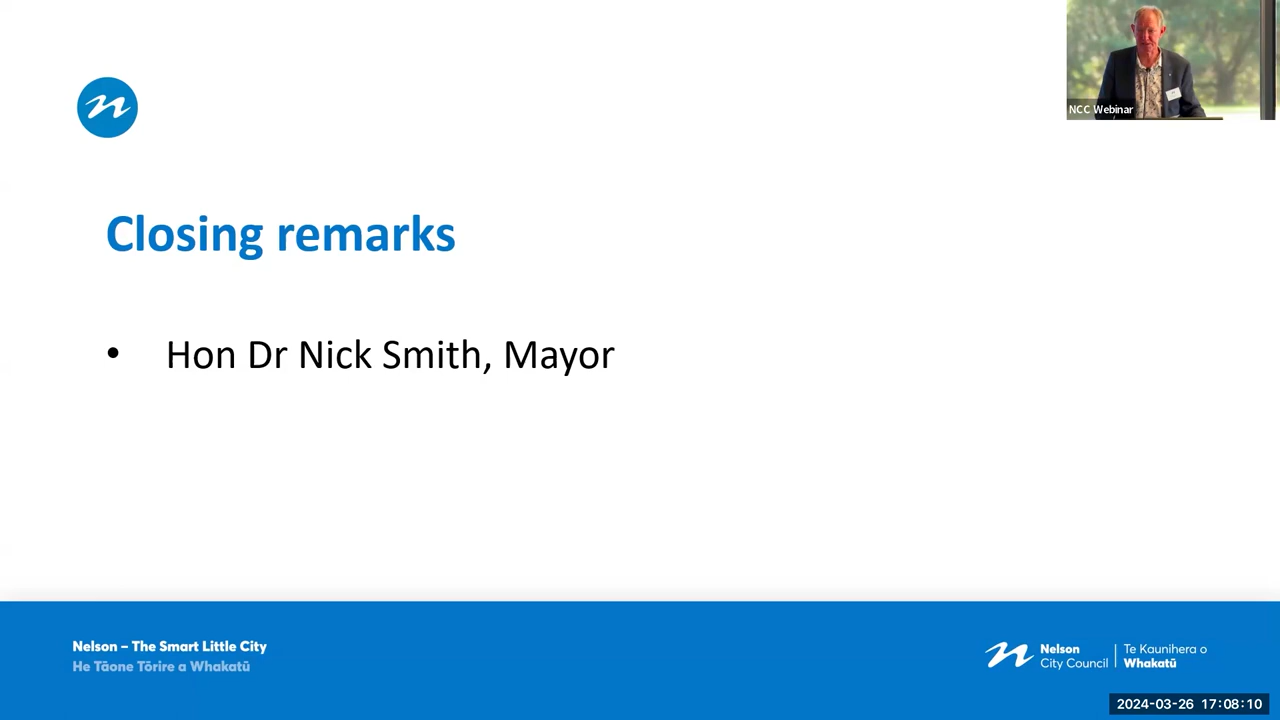 NCC Webinar
Closing remarks
• Hon Dr Nick Smith, Mayor
Nelson – The Smart Little City
He Tāone Tōrire a Whakatū
Nelson
City Council
Te Kaunihera o
Whakatū
2024-03-26 17:08:10